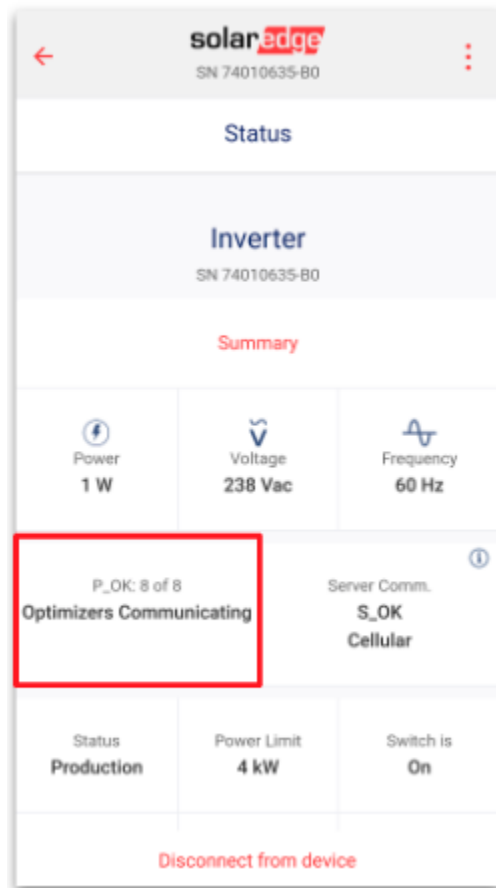 solaredge
SN 74010635-B0
Status
Inverter
SN 74010635-B0
Summary
Power
1 W
Voltage
238 Vac
Frequency
60 Hz
P_OK: 8 of 8
Optimizers Communicating
Server Comm.
S_OK
Cellular
Status
Production
Power Limit
4 kW
Switch is
On
Disconnect from device